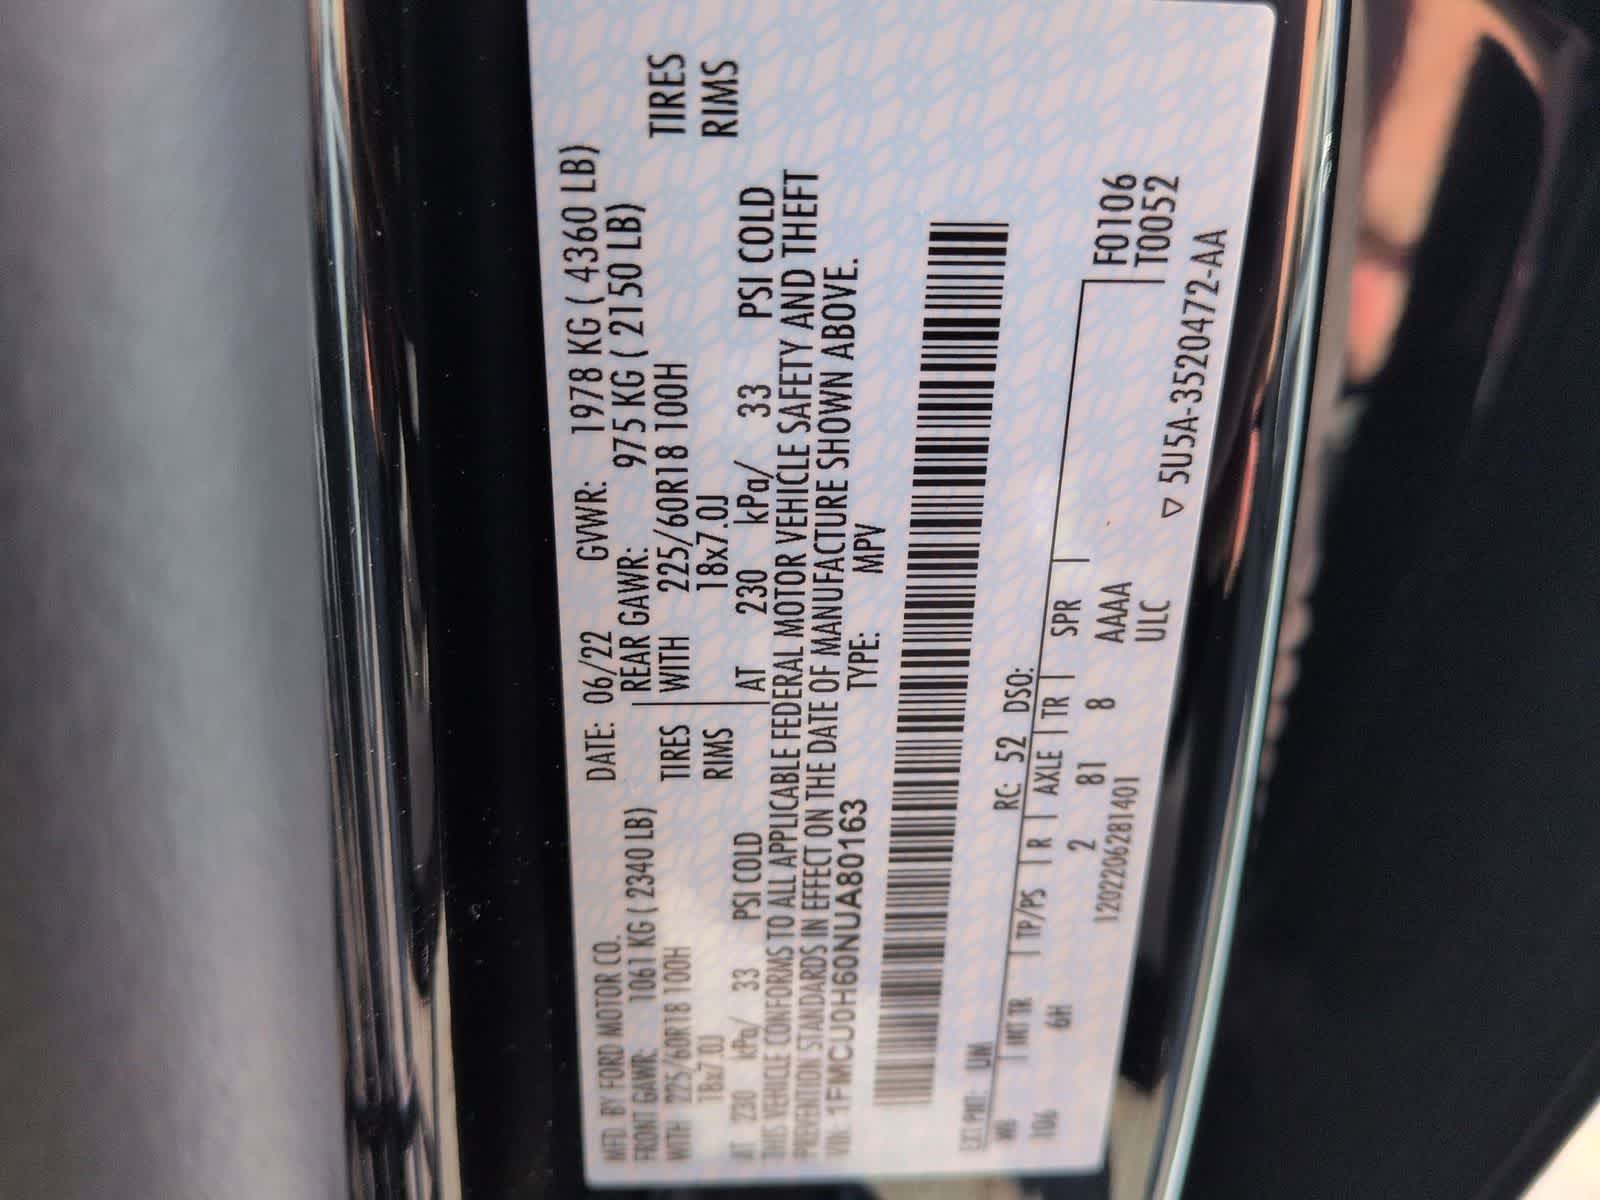 MFD. BY FORD MOTOR CO.
DATE: 06/22 GVWR: 1978 KG ( 4360 LB)
FRONT GAWR: 1061 KG ( 2340 LB) REAR GAWR: 975 KG ( 2150 LB)
WITH 225/60R18 100H TIRES WITH 225/60R18 100H TIRES
18x7.0J RIMS 18x7.0J RIMS
AT 230 kPa/ 33 PSI COLD AT 230 kPa/ 33 PSI COLD
THIS VEHICLE CONFORMS TO ALL APPLICABLE FEDERAL MOTOR VEHICLE SAFETY AND THEFT
PREVENTION STANDARDS IN EFFECT ON THE DATE OF MANUFACTURE SHOWN ABOVE.
VIN: 1FMCU0H60NUA80163 TYPE: MPV
EXT PNT: UM RC: 52 DSO:
WB INT TR TP/PS R AXLE TR SPR F0106
106 6H 2 81 8 AAAA T0052
1202206281401 ULC
▽ 5U5A-3520472-AA